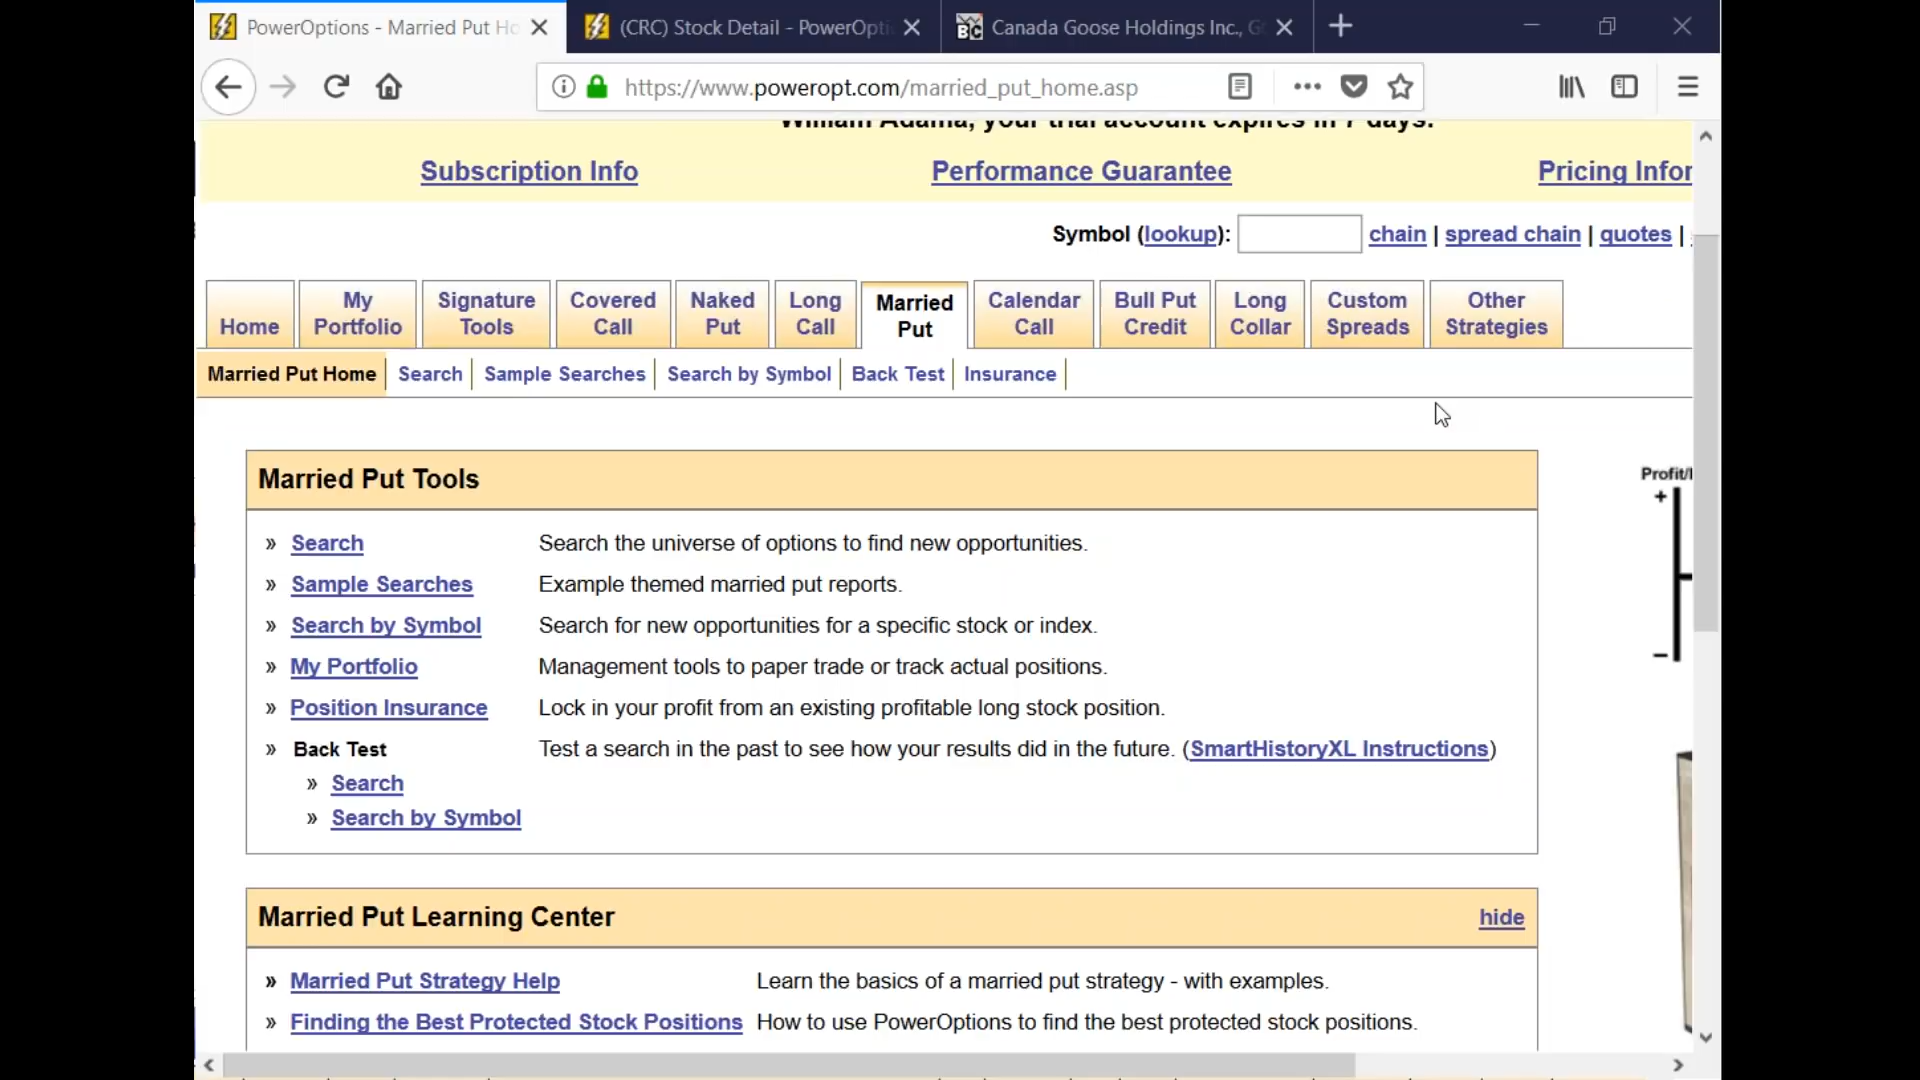 PowerOptions - Married Put Ho
(CRC) Stock Detail - PowerOpti
Canada Goose Holdings Inc., G
https://www.poweropt.com/married_put_home.asp
William Adama, your trial account expires in 7 days.
Subscription Info Performance Guarantee Pricing Infor
Symbol (lookup): chain | spread chain | quotes |
Home My Portfolio Signature Tools Covered Call Naked Put Long Call Married Put Calendar Call Bull Put Credit Long Collar Custom Spreads Other Strategies
Married Put Home Search Sample Searches Search by Symbol Back Test Insurance
Married Put Tools
» Search Search the universe of options to find new opportunities.
» Sample Searches Example themed married put reports.
» Search by Symbol Search for new opportunities for a specific stock or index.
» My Portfolio Management tools to paper trade or track actual positions.
» Position Insurance Lock in your profit from an existing profitable long stock position.
» Back Test Test a search in the past to see how your results did in the future. (SmartHistoryXL Instructions)
» Search
» Search by Symbol
Profit/
+
–
Married Put Learning Center hide
» Married Put Strategy Help Learn the basics of a married put strategy - with examples.
» Finding the Best Protected Stock Positions How to use PowerOptions to find the best protected stock positions.